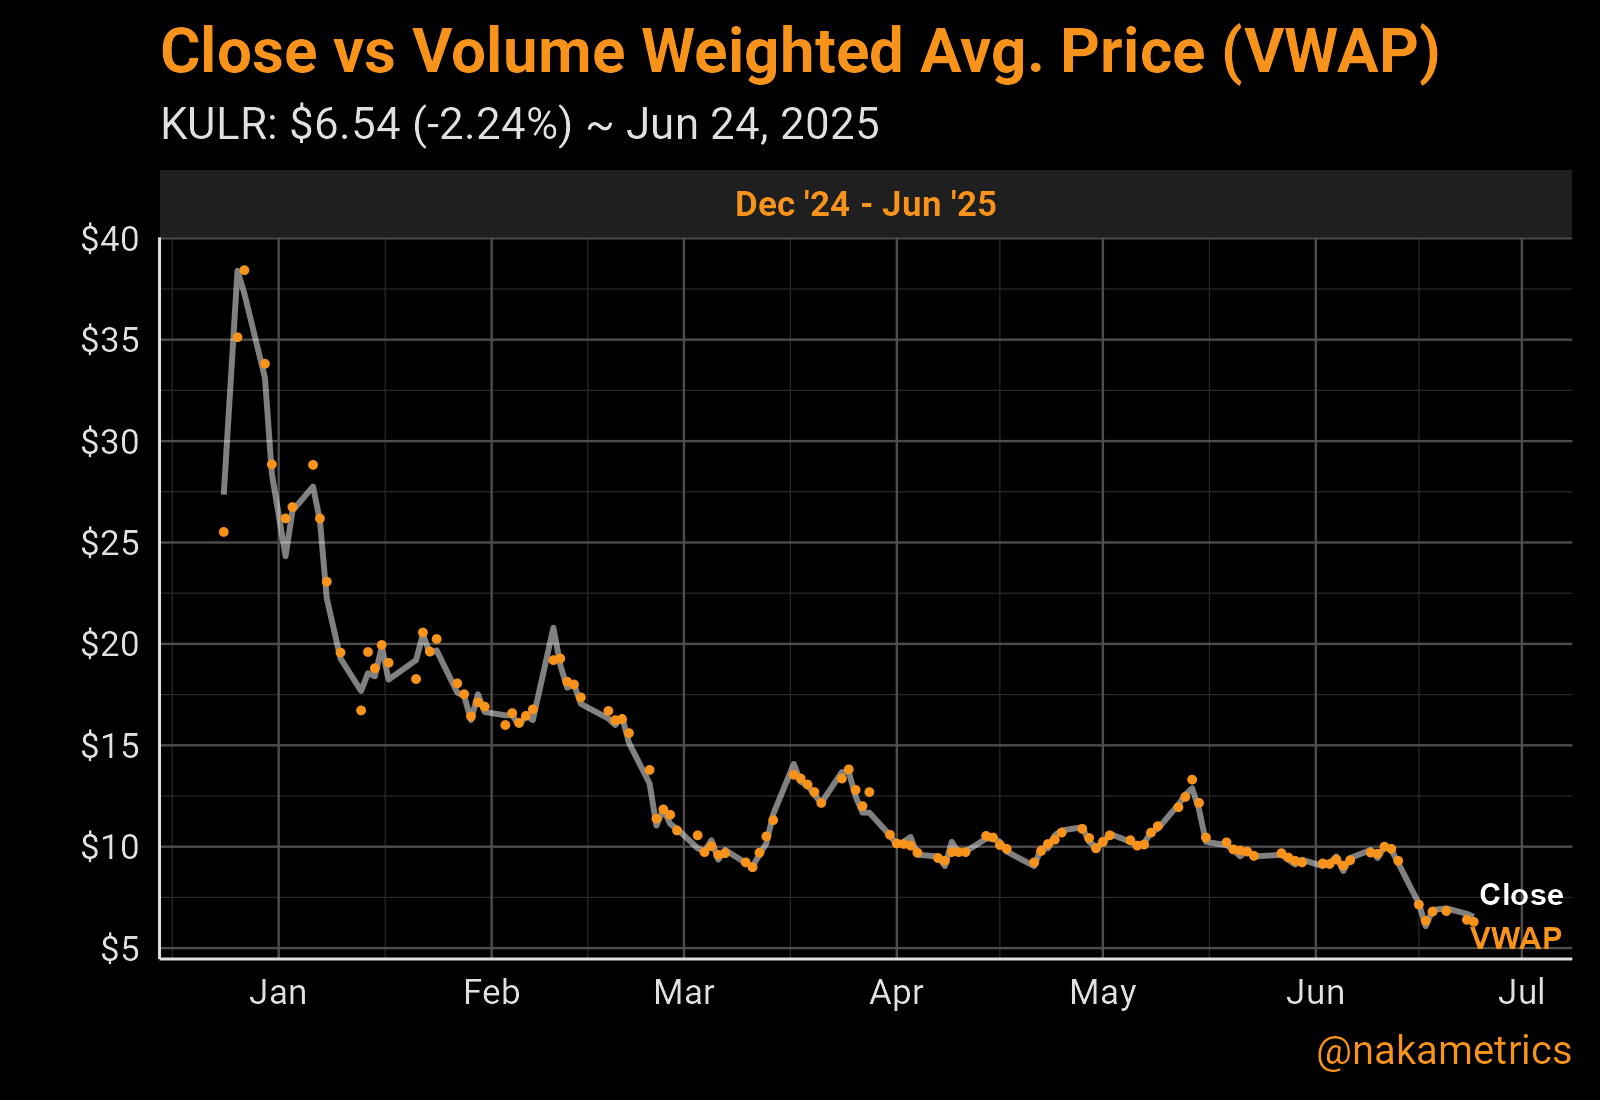 Close vs Volume Weighted Avg. Price (VWAP)
KULR: $6.54 (-2.24%) ~ Jun 24, 2025
Dec '24 - Jun '25
$40
$35
$30
$25
$20
$15
$10
$5
Close
VWAP
Jan Feb Mar Apr May Jun Jul
@nakametrics